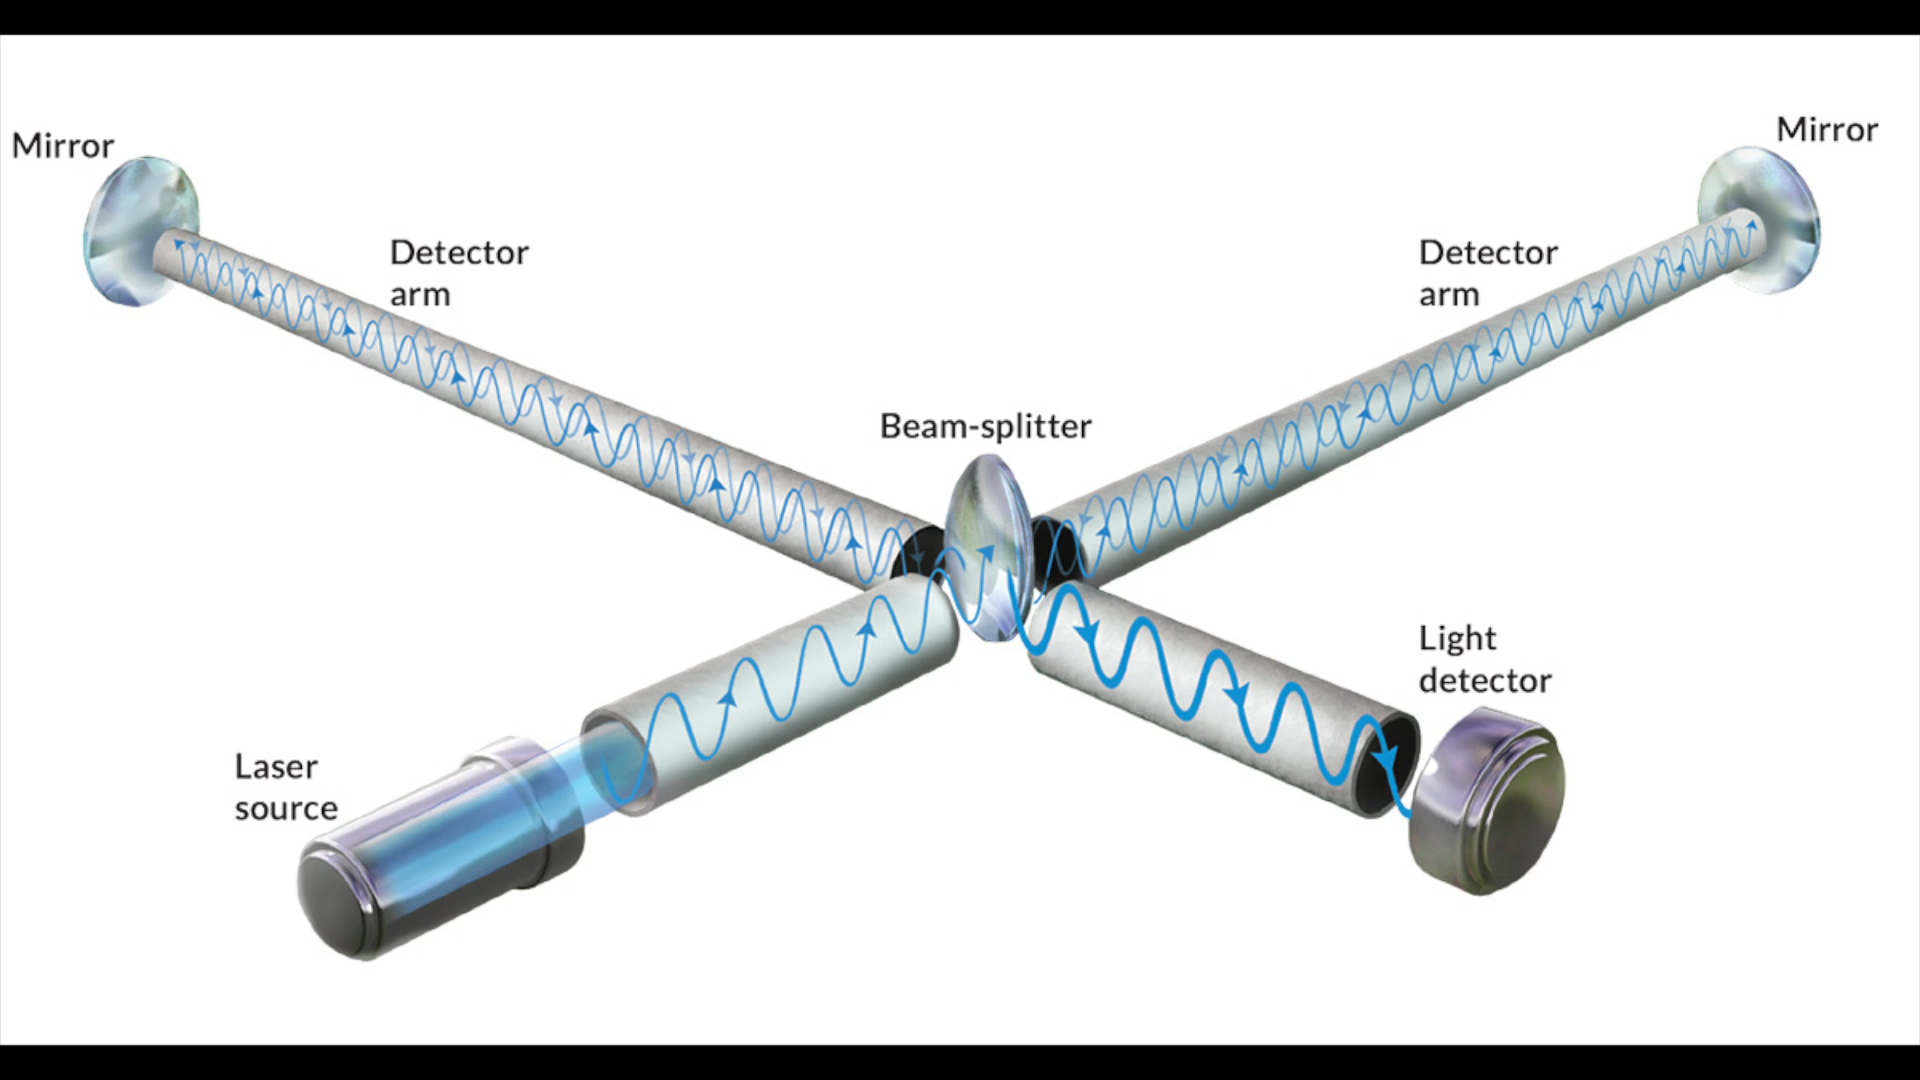 Mirror
Mirror
Detector
arm
Detector
arm
Beam-splitter
Light
detector
Laser
source